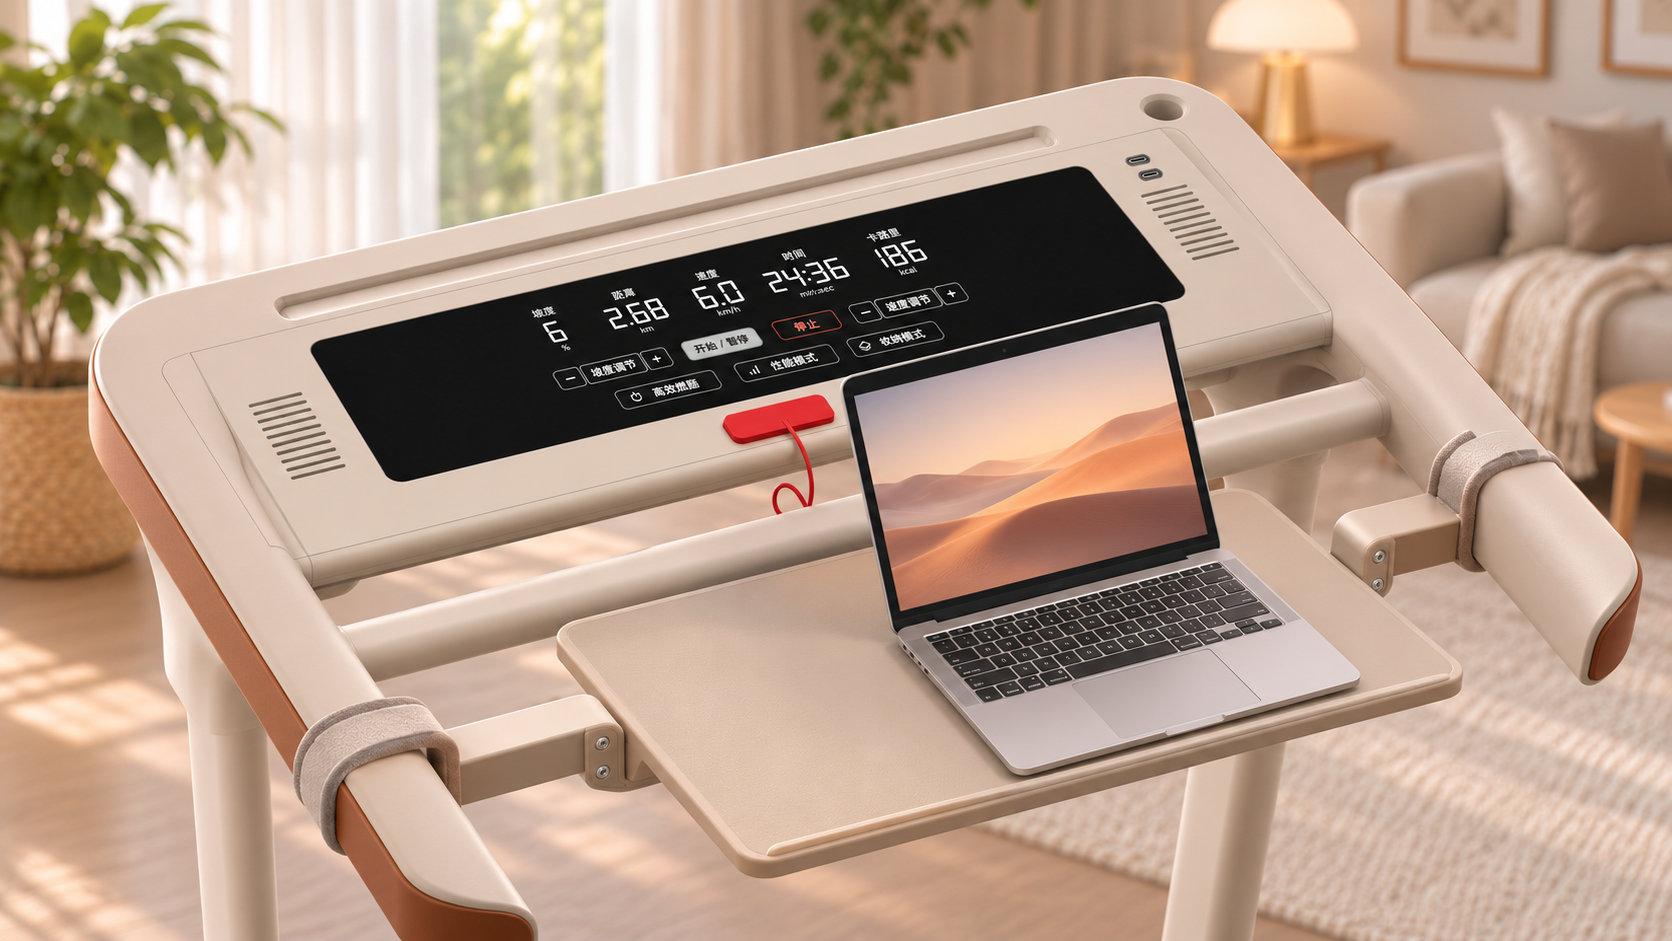 坡度
6
%
距离
2.68
km
速度
6.0
km/h
时间
24:36
min:sec
卡路里
186
kcal
− 坡度调节 +
开始 / 暂停
停止
− 速度调节 +
高效燃脂
性能模式
收纳模式